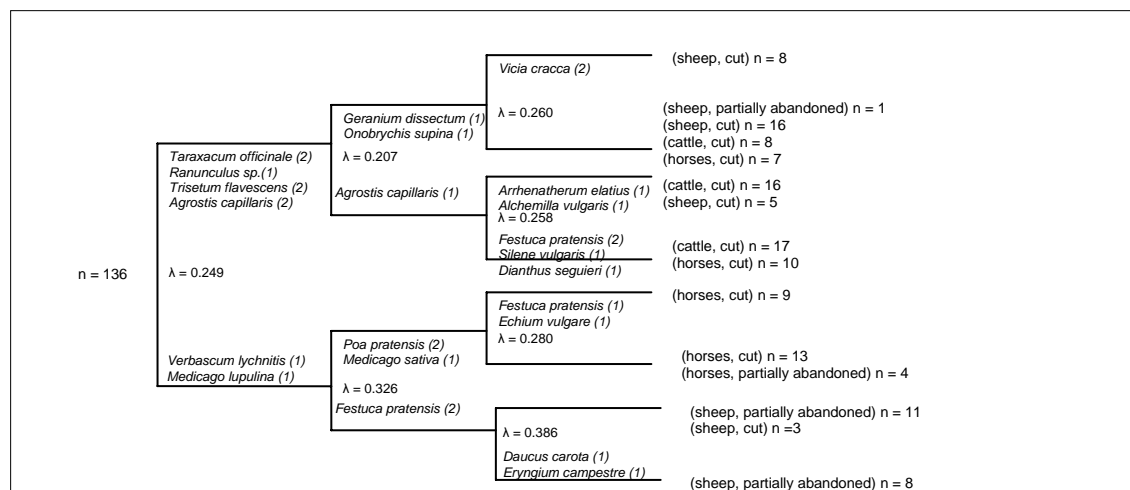 Vicia cracca (2)
(sheep, cut) n = 8
Geranium dissectum (1)
Onobrychis supina (1)
λ = 0.260
(sheep, partially abandoned) n = 1
(sheep, cut) n = 16
(cattle, cut) n = 8
(horses, cut) n = 7
Taraxacum officinale (2)
Ranunculus sp.(1)
Trisetum flavescens (2)
Agrostis capillaris (2)
λ = 0.207
Agrostis capillaris (1)
Arrhenatherum elatius (1)
Alchemilla vulgaris (1)
λ = 0.258
(cattle, cut) n = 16
(sheep, cut) n = 5
Festuca pratensis (2)
Silene vulgaris (1)
Dianthus seguieri (1)
(cattle, cut) n = 17
(horses, cut) n = 10
n = 136
λ = 0.249
Festuca pratensis (1)
Echium vulgare (1)
λ = 0.280
(horses, cut) n = 9
Verbascum lychnitis (1)
Medicago lupulina (1)
Poa pratensis (2)
Medicago sativa (1)
λ = 0.326
(horses, cut) n = 13
(horses, partially abandoned) n = 4
Festuca pratensis (2)
λ = 0.386
(sheep, partially abandoned) n = 11
(sheep, cut) n =3
Daucus carota (1)
Eryngium campestre (1)
(sheep, partially abandoned) n = 8